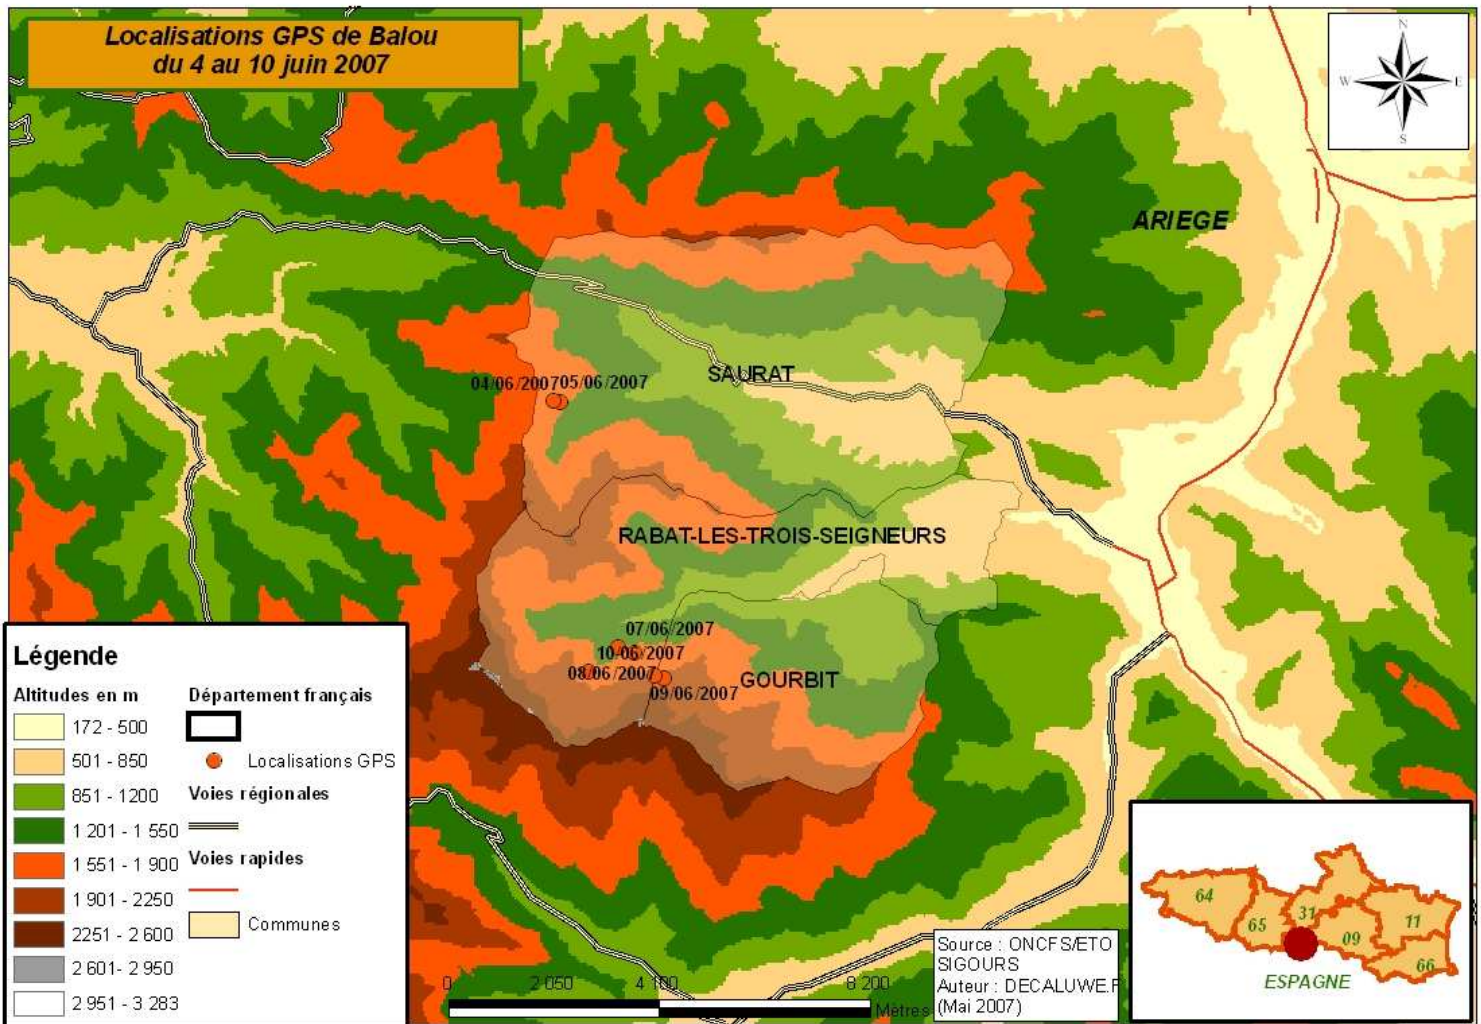 Localisations GPS de Balou
du 4 au 10 juin 2007
N
W
E
S
ARIEGE
SAURAT
04/06/2007
05/06/2007
RABAT-LES-TROIS-SEIGNEURS
07/06/2007
10/06/2007
08/06/2007
09/06/2007
GOURBIT
Légende
Altitudes en m
172 - 500
501 - 850
851 - 1200
1 201 - 1 550
1 551 - 1 900
1 901 - 2250
2251 - 2 600
2 601- 2 950
2 951 - 3 283
Département français
Localisations GPS
Voies régionales
Voies rapides
Communes
0 2 050 4 100 8 200
Mètres
Source : ONCFS/ETO
SIGOURS
Auteur : DECALUWE.F
(Mai 2007)
64
65
31
09
11
66
ESPAGNE